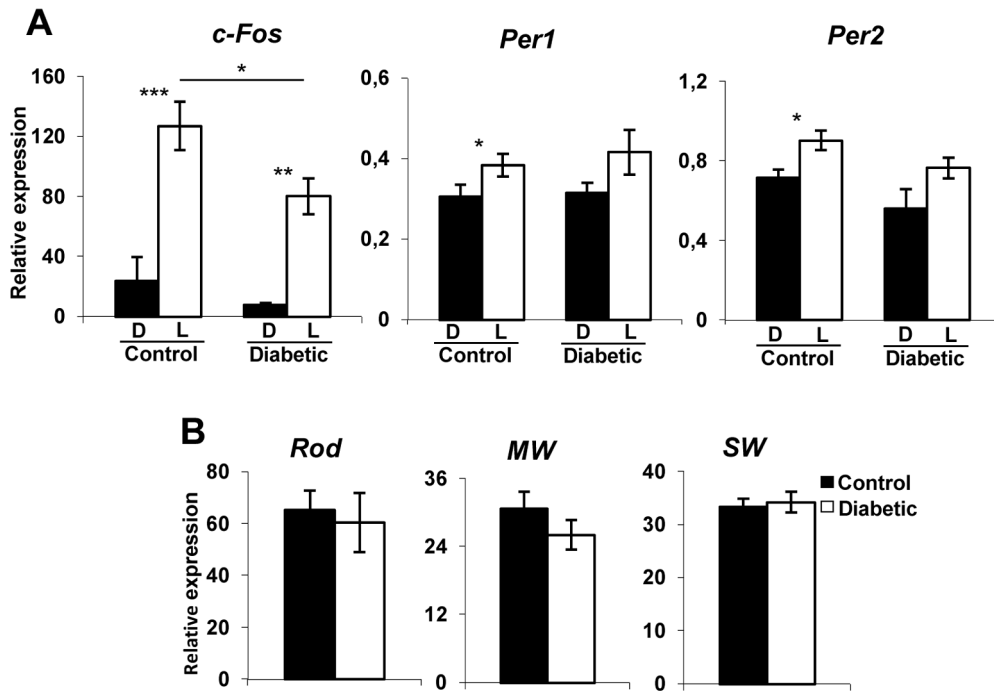 A
c-Fos
Per1
Per2
Relative expression
160
120
80
40
0
***
*
**
D L D L
Control Diabetic
0,6
0,4
0,2
0
*
D L D L
Control Diabetic
1,2
0,8
0,4
0
*
D L D L
Control Diabetic
B
Rod
MW
SW
Relative expression
80
60
40
20
0
36
24
12
0
40
30
20
10
0
Control
Diabetic